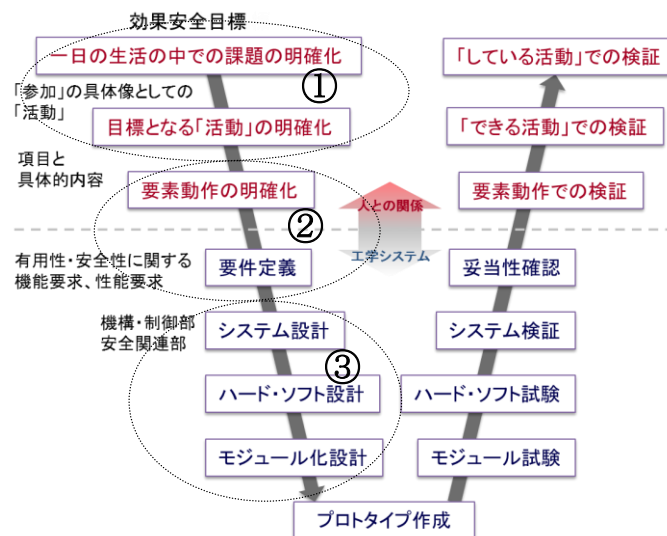 効果安全目標
一日の生活の中での課題の明確化
「している活動」での検証
①
「参加」の具体像としての
「活動」
目標となる「活動」の明確化
「できる活動」での検証
項目と
具体的内容
要素動作の明確化
人との関係
要素動作での検証
②
有用性・安全性に関する
機能要求、性能要求
要件定義
工学システム
妥当性確認
機構・制御部
安全関連部
システム設計
システム検証
③
ハード・ソフト設計
ハード・ソフト試験
モジュール化設計
モジュール試験
プロトタイプ作成